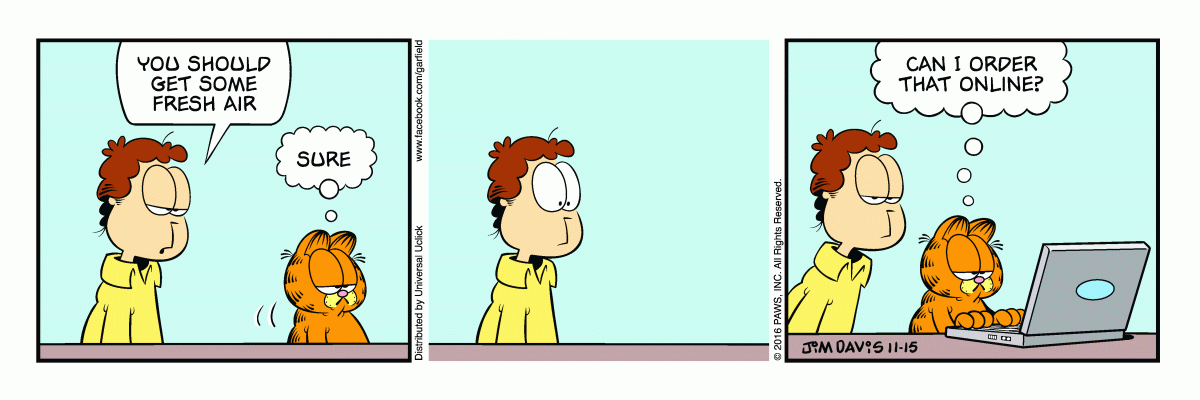 YOU SHOULD
GET SOME
FRESH AIR
SURE
www.facebook.com/garfield
Distributed by Universal Uclick
© 2016 PAWS, INC. All Rights Reserved.
CAN I ORDER
THAT ONLINE?
JIM DAVIS 11-15